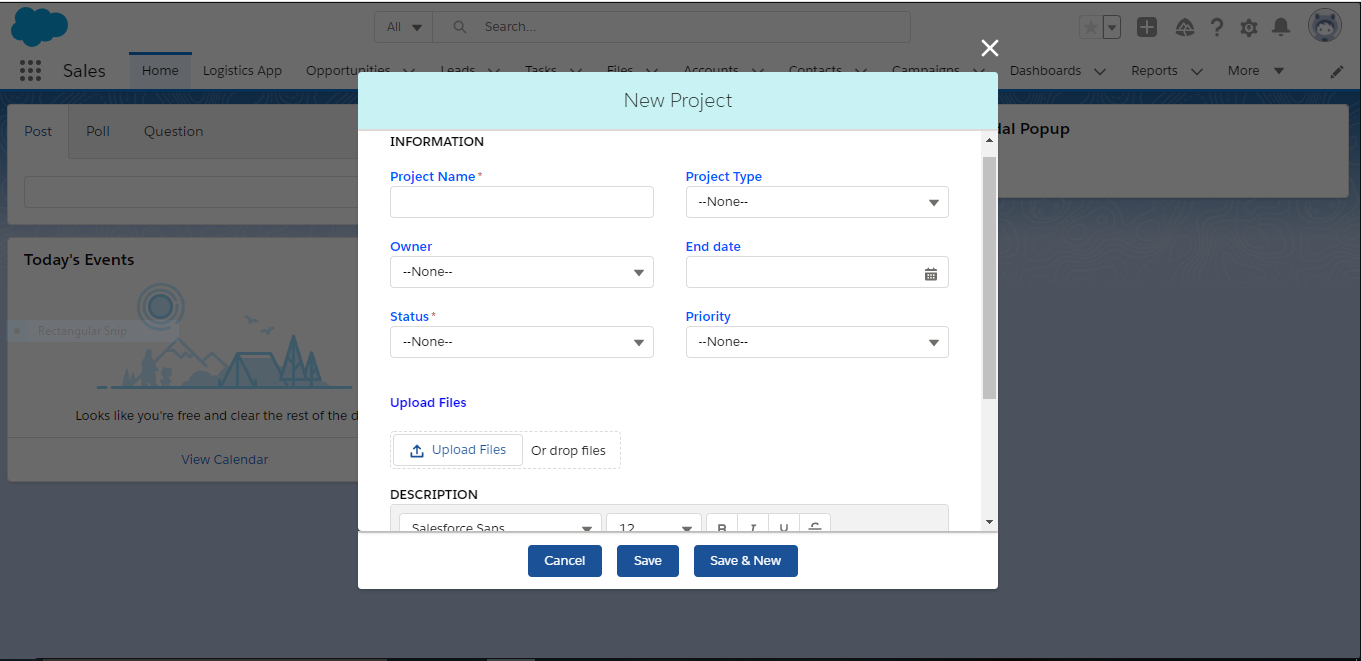 All Search...
Sales Home Logistics App Opportunities Leads Tasks Files Accounts Contacts Campaigns Dashboards Reports More
New Project
Post Poll Question
dal Popup
INFORMATION
Project Name* Project Type
--None--
Owner End date
--None--
Today's Events
Status* Priority
Rectangular Snip
--None-- --None--
Upload Files
Looks like you're free and clear the rest of the d
Upload Files Or drop files
View Calendar
DESCRIPTION
Salesforce Sans 12 B I U S
Cancel Save Save & New